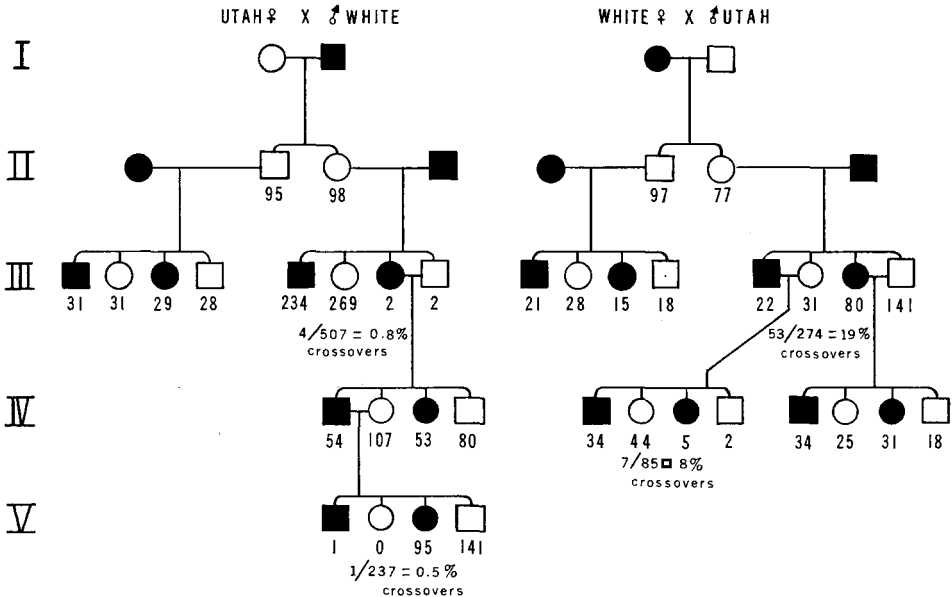 UTAH♀ X ♂WHITE
WHITE♀ X ♂UTAH
I
II
95 98
97 77
III
31 31 29 28
234 269 2 2
21 28 15 18
22 31 80 141
4/507 = 0.8%
crossovers
53/274 = 19%
crossovers
IV
54 107 53 80
34 44 5 2
34 25 31 18
7/85 □ 8%
crossovers
V
1 0 95 141
1/237 = 0.5%
crossovers